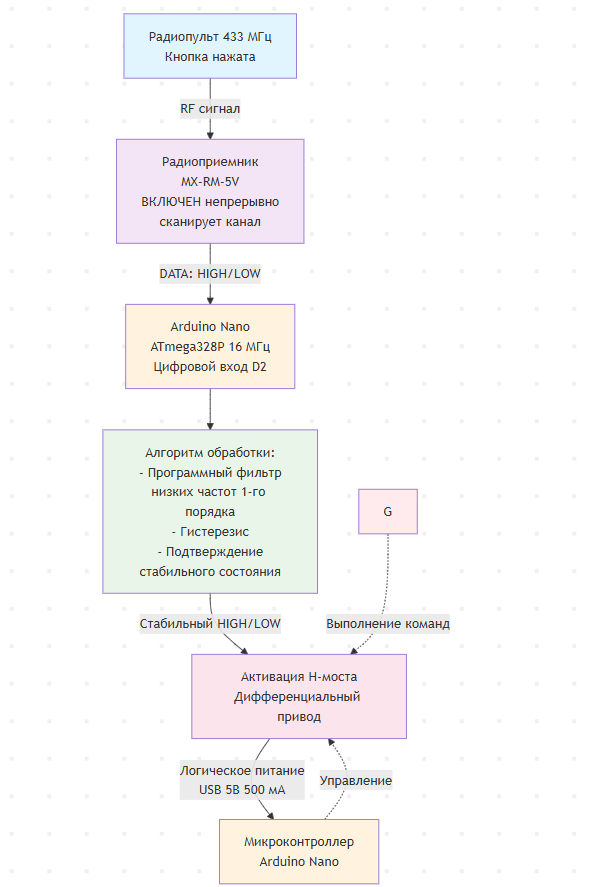 Радиопульт 433 МГц
Кнопка нажата
RF сигнал
Радиоприемник
MX-RM-5V
ВКЛЮЧЕН непрерывно
сканирует канал
DATA: HIGH/LOW
Arduino Nano
ATmega328P 16 МГц
Цифровой вход D2
Алгоритм обработки:
- Программный фильтр
низких частот 1-го
порядка
- Гистерезис
- Подтверждение
стабильного состояния
G
Стабильный HIGH/LOW
Выполнение команд
Активация H-моста
Дифференциальный
привод
Логическое питание
USB 5В 500 мА
Управление
Микроконтроллер
Arduino Nano